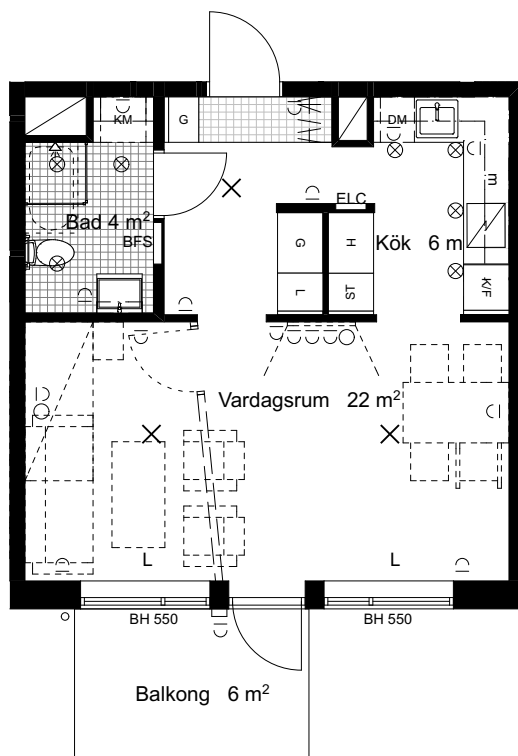 KM
G
DM
m
ELC
Bad 4 m²
BFS
G
H
Kök 6 m
L
ST
K/F
Vardagsrum 22 m²
L
L
BH 550
BH 550
Balkong 6 m²